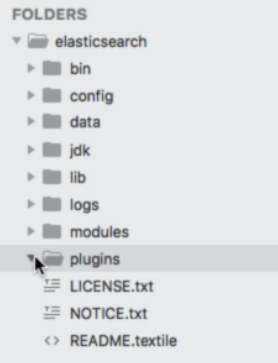 FOLDERS
elasticsearch
bin
config
data
jdk
lib
logs
modules
plugins
LICENSE.txt
NOTICE.txt
README.textile